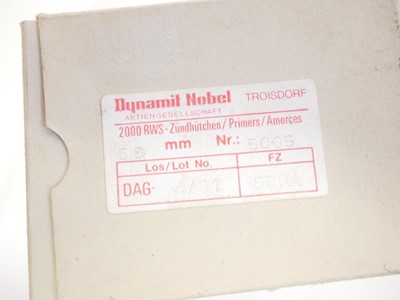 Dynamit Nobel TROISDORF
AKTIENGESELLSCHAFT
2000 RWS-Zündhütchen/Primers/Amorces
mm Nr.: 5005
Los/Lot No. FZ
DAG-